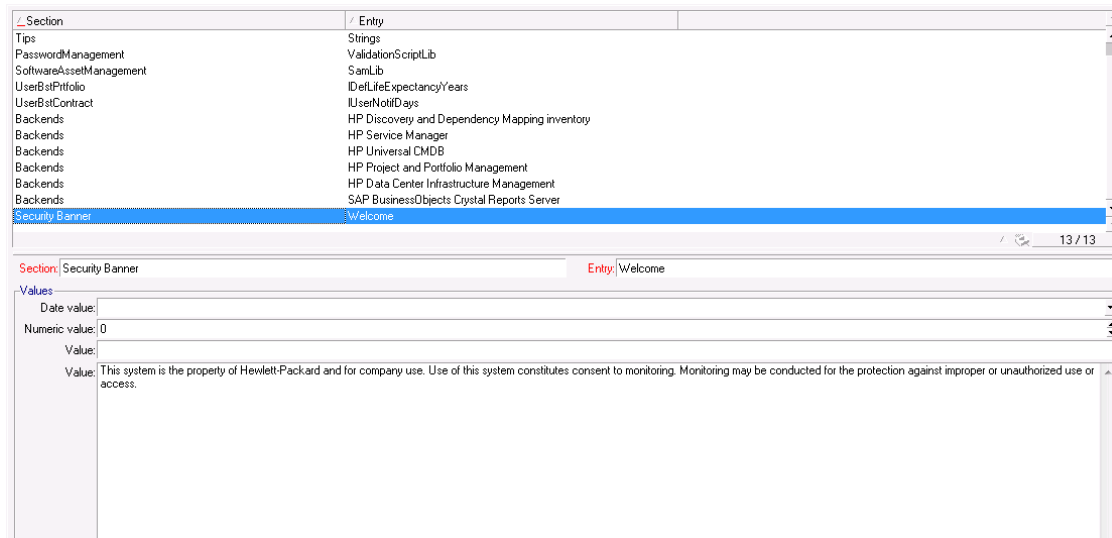 Section Entry
Tips Strings
PasswordManagement ValidationScriptLib
SoftwareAssetManagement SamLib
UserBstPrtfolio lDefLifeExpectancyYears
UserBstContract lUserNotifDays
Backends HP Discovery and Dependency Mapping inventory
Backends HP Service Manager
Backends HP Universal CMDB
Backends HP Project and Portfolio Management
Backends HP Data Center Infrastructure Management
Backends SAP BusinessObjects Crystal Reports Server
Security Banner Welcome
13 / 13
Section: Security Banner Entry: Welcome
Values
Date value:
Numeric value: 0
Value:
Value: This system is the property of Hewlett-Packard and for company use. Use of this system constitutes consent to monitoring. Monitoring may be conducted for the protection against improper or unauthorized use or
access.